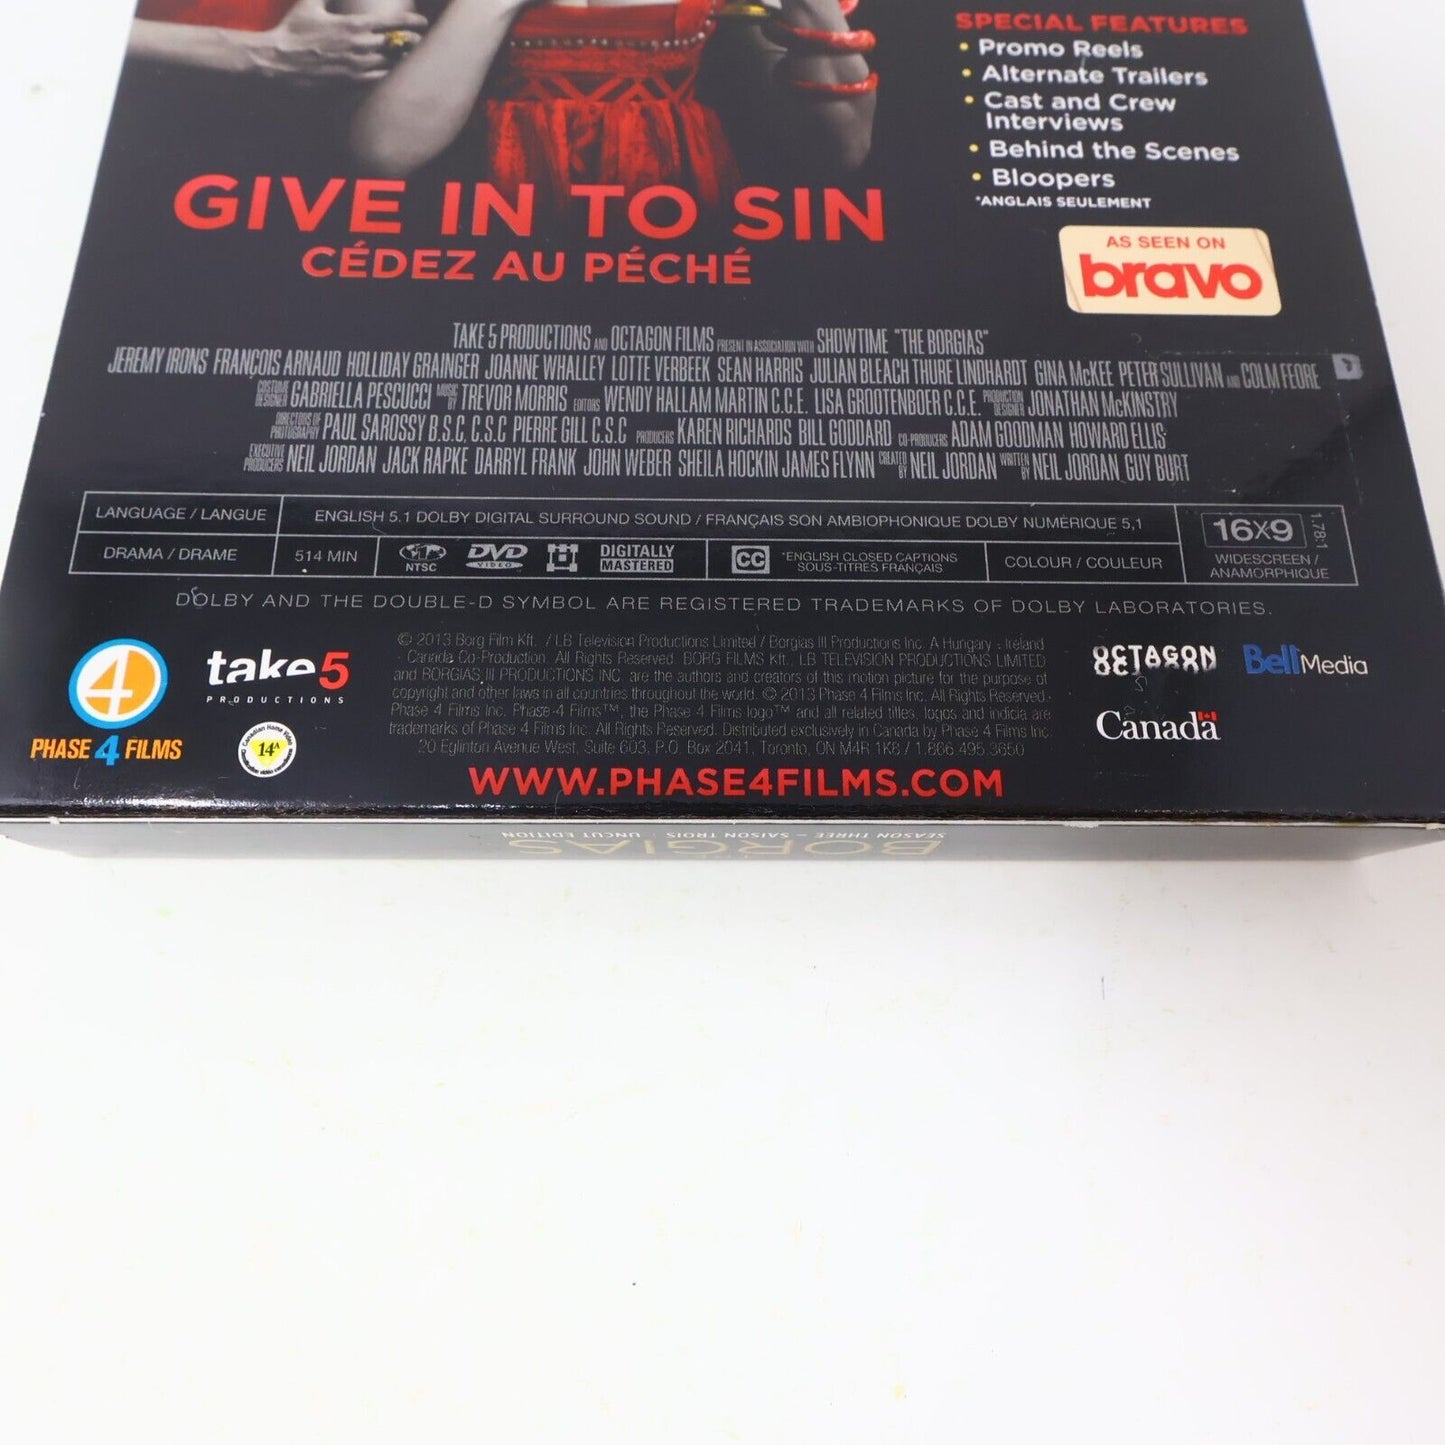 SPECIAL FEATURES
• Promo Reels
• Alternate Trailers
• Cast and Crew
Interviews
• Behind the Scenes
• Bloopers
*ANGLAIS SEULEMENT
GIVE IN TO SIN
CÉDEZ AU PÉCHÉ
AS SEEN ON
bravo
TAKE 5 PRODUCTIONS AND OCTAGON FILMS PRESENT IN ASSOCIATION WITH SHOWTIME "THE BORGIAS"
JEREMY IRONS FRANÇOIS ARNAUD HOLLIDAY GRAINGER JOANNE WHALLEY LOTTE VERBEEK SEAN HARRIS JULIAN BLEACH THURE LINDHARDT GINA McKEE PETER SULLIVAN AND COLM FEORE
COSTUME DESIGNER GABRIELLA PESCUCCI MUSIC BY TREVOR MORRIS EDITORS WENDY HALLAM MARTIN C.C.E. LISA GROOTENBOER C.C.E. PRODUCTION DESIGNER JONATHAN McKINSTRY
DIRECTORS OF PHOTOGRAPHY PAUL SAROSSY B.S.C, C.S.C PIERRE GILL C.S.C PRODUCERS KAREN RICHARDS BILL GODDARD CO-PRODUCERS ADAM GOODMAN HOWARD ELLIS
EXECUTIVE PRODUCERS NEIL JORDAN JACK RAPKE DARRYL FRANK JOHN WEBER SHEILA HOCKIN JAMES FLYNN CREATED BY NEIL JORDAN WRITTEN BY NEIL JORDAN GUY BURT
LANGUAGE / LANGUE ENGLISH 5.1 DOLBY DIGITAL SURROUND SOUND / FRANÇAIS SON AMBIOPHONIQUE DOLBY NUMÉRIQUE 5,1
16x9 1.78:1
WIDESCREEN /
ANAMORPHIQUE
DRAMA / DRAME 514 MIN
NTSC
DVD
VIDEO
DIGITALLY
MASTERED
CC
*ENGLISH CLOSED CAPTIONS
SOUS-TITRES FRANÇAIS
COLOUR / COULEUR
DOLBY AND THE DOUBLE-D SYMBOL ARE REGISTERED TRADEMARKS OF DOLBY LABORATORIES.
4
PHASE 4 FILMS
take 5
PRODUCTIONS
Canadian Home Video
14A
© 2013 Borg Film Kft. / LB Television Productions Limited / Borgias III Productions Inc. A Hungary - Ireland
- Canada Co-Production. All Rights Reserved. BORG FILMS Kft., LB TELEVISION PRODUCTIONS LIMITED
and BORGIAS III PRODUCTIONS INC. are the authors and creators of this motion picture for the purpose of
copyright and other laws in all countries throughout the world. © 2013 Phase 4 Films Inc. All Rights Reserved.
Phase 4 Films Inc. Phase 4 Films™, the Phase 4 Films logo™ and all related titles, logos and indicia are
trademarks of Phase 4 Films Inc. All Rights Reserved. Distributed exclusively in Canada by Phase 4 Films Inc.
20 Eglinton Avenue West, Suite 603, P.O. Box 2041, Toronto, ON M4R 1K8 / 1.866.495.3650
WWW.PHASE4FILMS.COM
OCTAGON
Bell Media
Canada
BORGIAS
SEASON THREE – SAISON TROIS | UNCUT EDITION